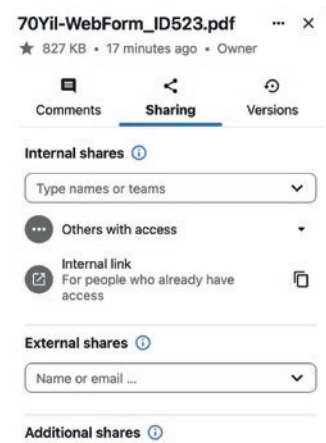 70Yil-WebForm_ID523.pdf
827 KB • 17 minutes ago • Owner
Comments Sharing Versions
Internal shares
Type names or teams
Others with access
Internal link
For people who already have
access
External shares
Name or email ...
Additional shares